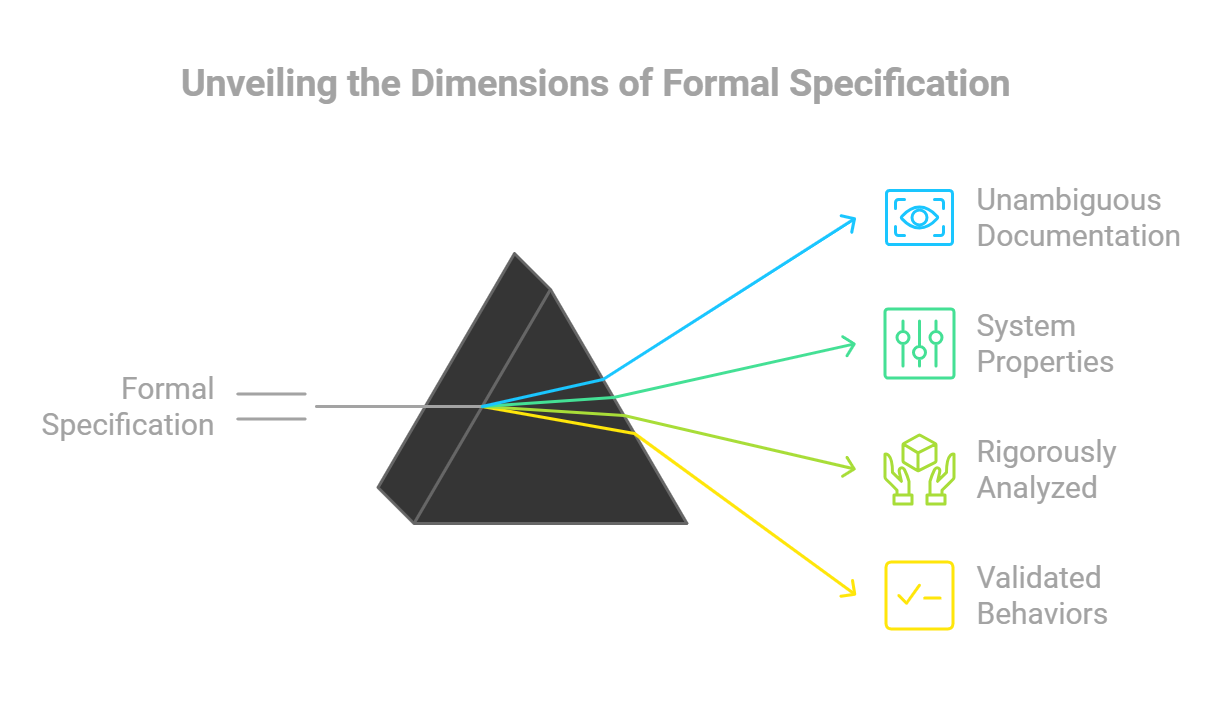 Unveiling the Dimensions of Formal Specification
Formal
Specification
Unambiguous
Documentation
System
Properties
Rigorously
Analyzed
Validated
Behaviors